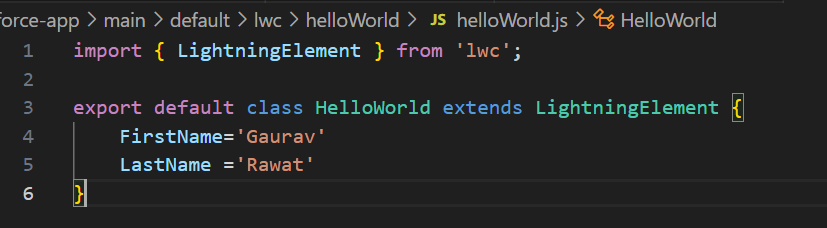 force-app > main > default > lwc > helloWorld > JS helloWorld.js > HelloWorld
1 import { LightningElement } from 'lwc';
2
3 export default class HelloWorld extends LightningElement {
4     FirstName='Gaurav'
5     LastName ='Rawat'
6 }